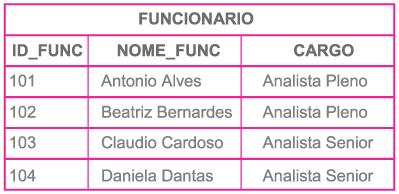 FUNCIONARIO
ID_FUNC NOME_FUNC CARGO
101 Antonio Alves Analista Pleno
102 Beatriz Bernardes Analista Pleno
103 Claudio Cardoso Analista Senior
104 Daniela Dantas Analista Senior